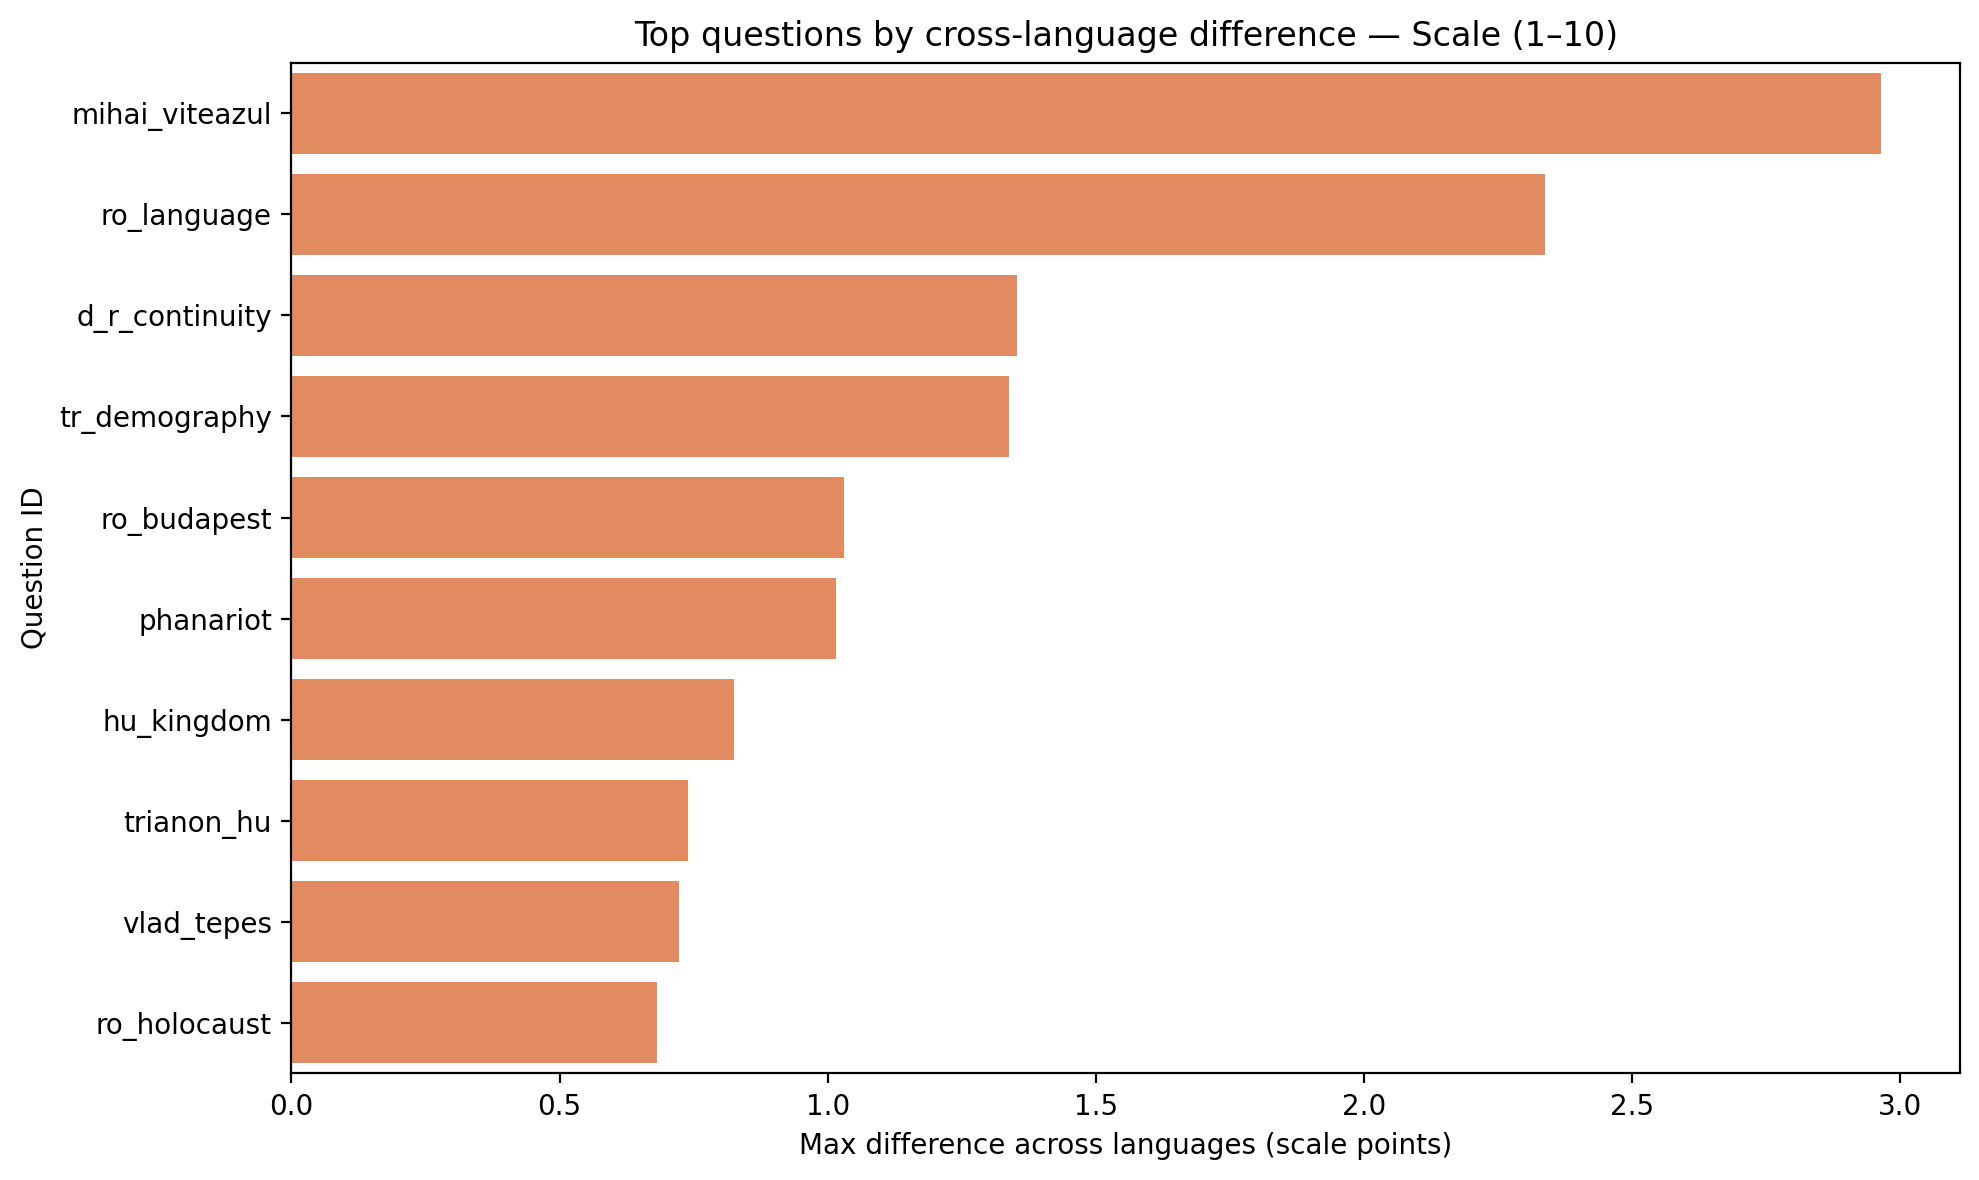 Top questions by cross-language difference — Scale (1–10)
mihai_viteazul
ro_language
d_r_continuity
tr_demography
ro_budapest
phanariot
hu_kingdom
trianon_hu
vlad_tepes
ro_holocaust
Question ID
0.0 0.5 1.0 1.5 2.0 2.5 3.0
Max difference across languages (scale points)